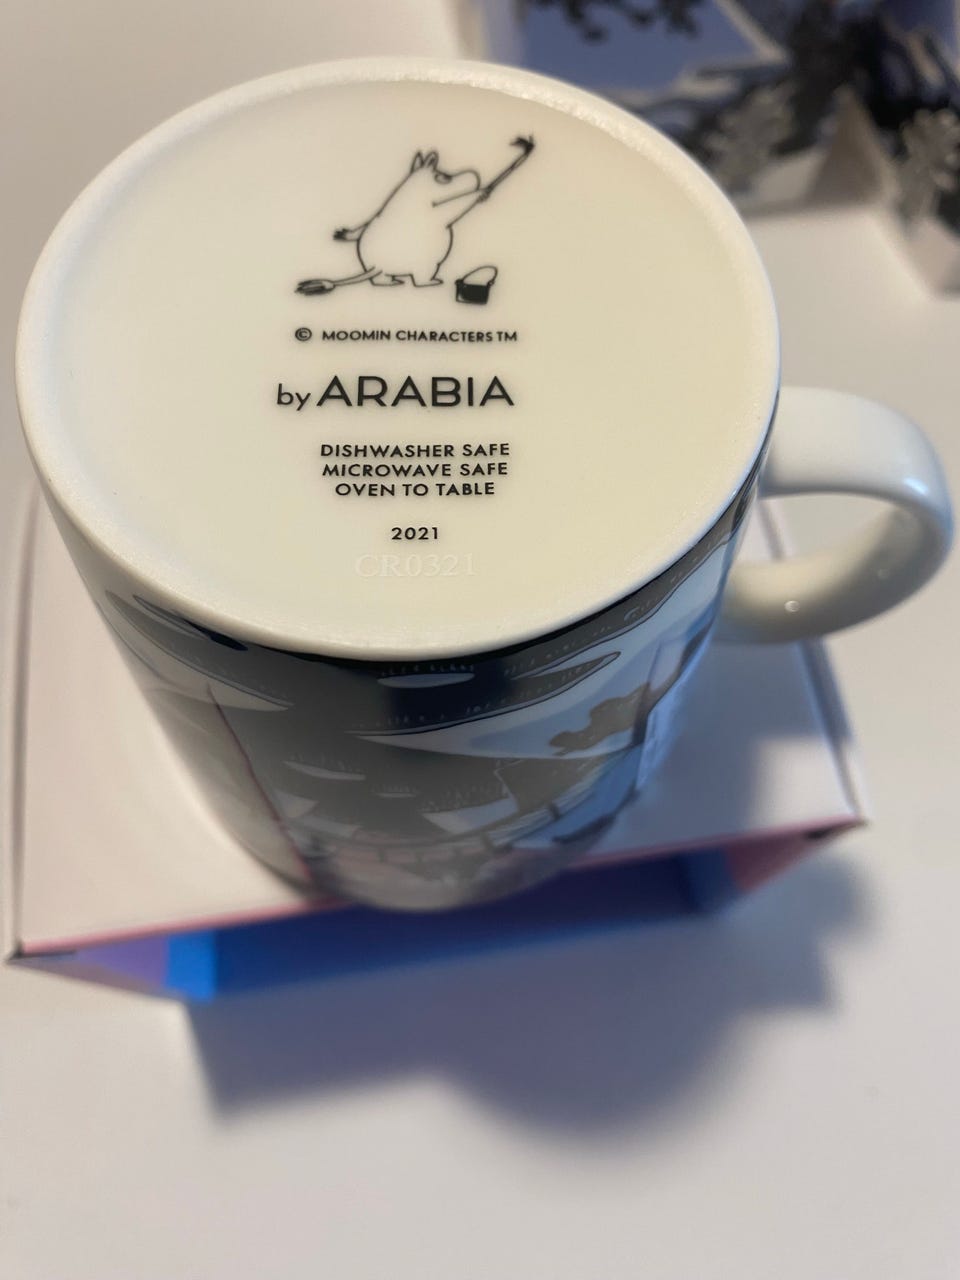 © MOOMIN CHARACTERS TM
by ARABIA
DISHWASHER SAFE
MICROWAVE SAFE
OVEN TO TABLE
2021
CR0321